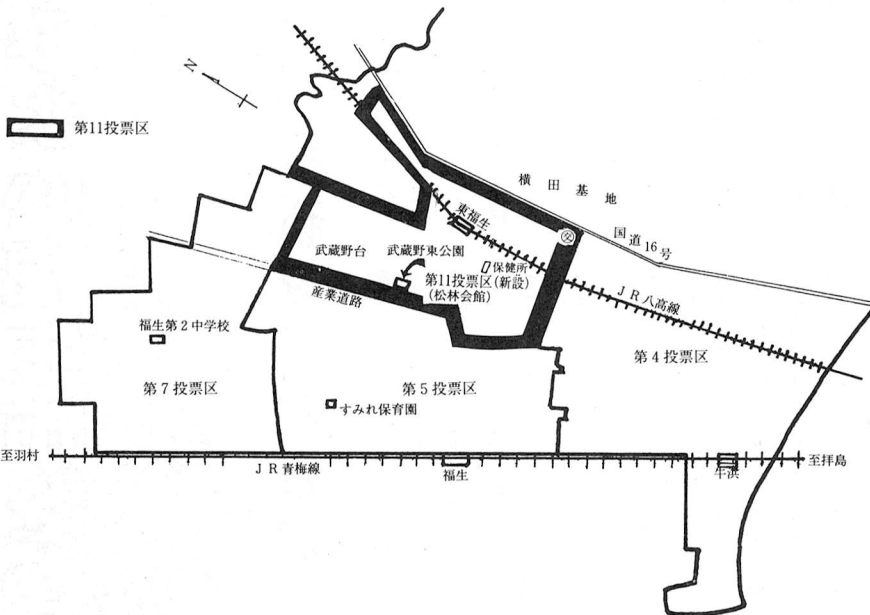 N
第11投票区
横田基地
国道16号
交
東福生
武蔵野台
武蔵野東公園
保健所
第11投票区(新設)
(松林会館)
産業道路
JR八高線
福生第2中学校
第4投票区
第7投票区
第5投票区
すみれ保育園
至羽村
JR青梅線
福生
牛浜
至拝島